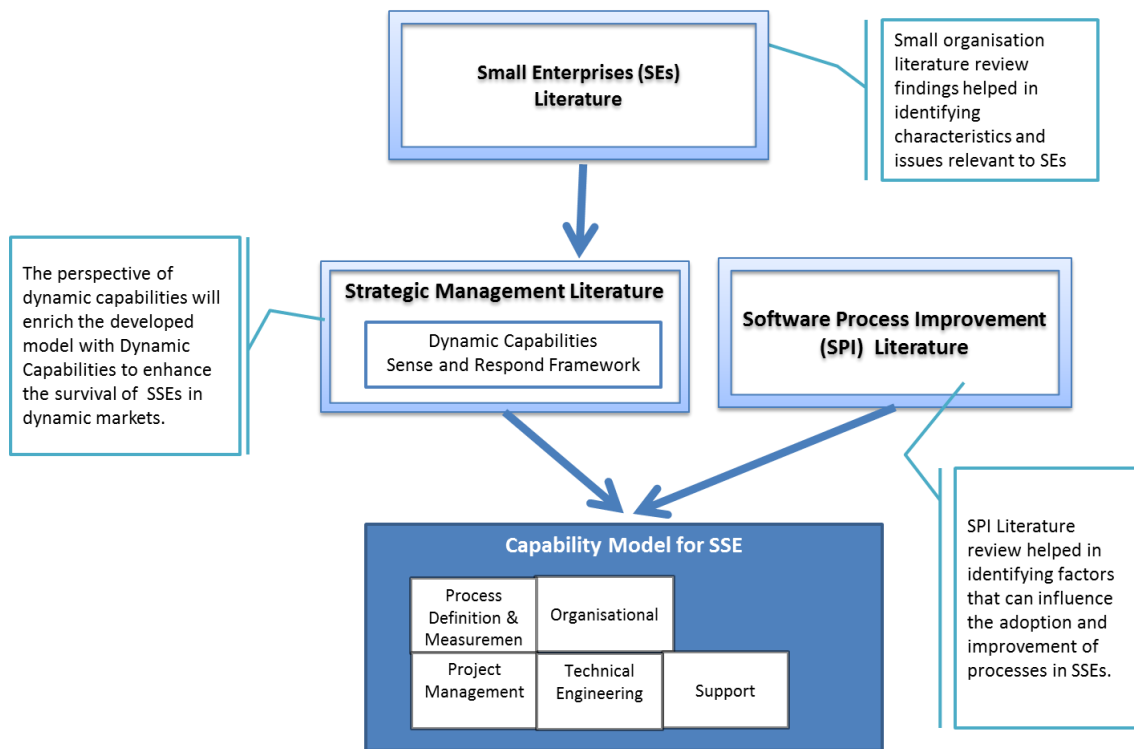 Small Enterprises (SEs)
Literature
Small organisation
literature review
findings helped in
identifying
characteristics and
issues relevant to SEs
The perspective of
dynamic capabilities will
enrich the developed
model with Dynamic
Capabilities to enhance
the survival of SSEs in
dynamic markets.
Strategic Management Literature
Dynamic Capabilities
Sense and Respond Framework
Software Process Improvement
(SPI) Literature
Capability Model for SSE
Process
Definition &
Measuremen
Organisational
Project
Management
Technical
Engineering
Support
SPI Literature
review helped in
identifying factors
that can influence
the adoption and
improvement of
processes in SSEs.